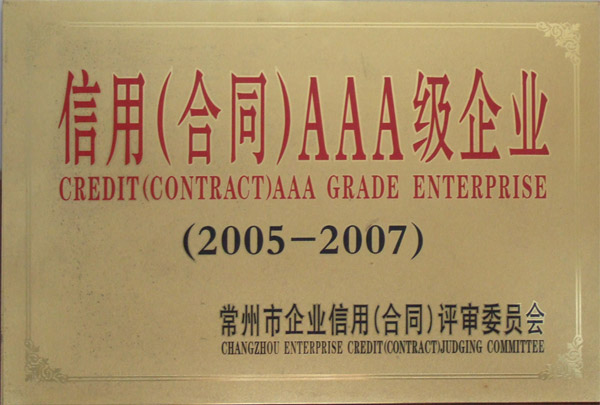 信用(合同)AAA级企业
CREDIT(CONTRACT)AAA GRADE ENTERPRISE
(2005-2007)
常州市企业信用(合同)评审委员会
CHANGZHOU ENTERPRISE CREDIT(CONTRACT)JUDGING COMMITTEE